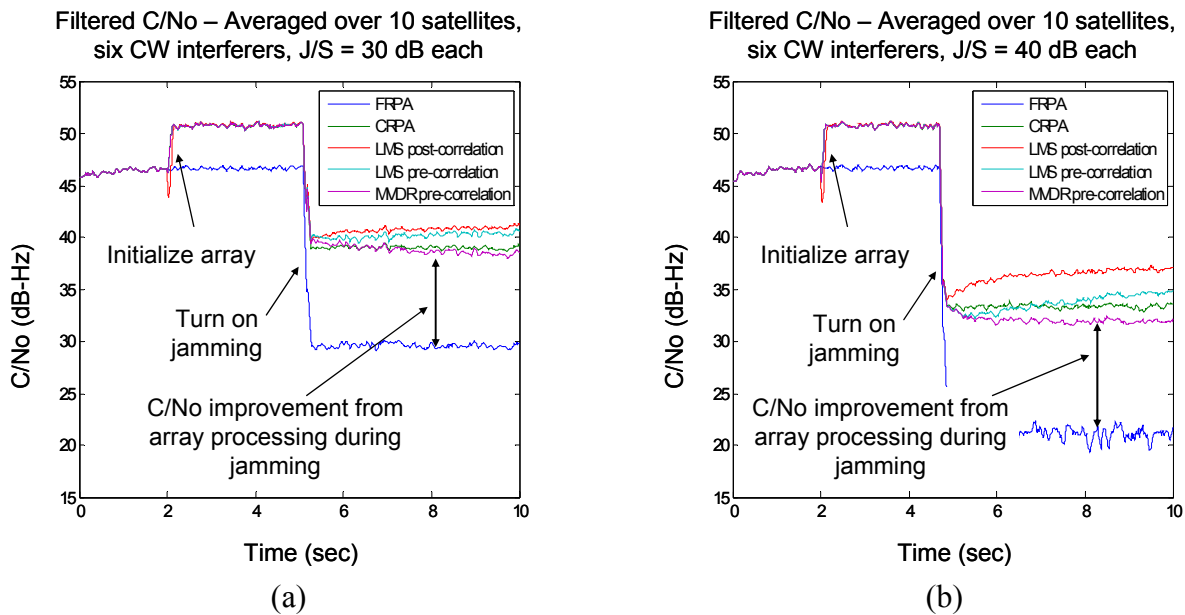 Filtered C/No – Averaged over 10 satellites,
six CW interferers, J/S = 30 dB each
55
50
45
40
35
30
25
20
15
C/No (dB-Hz)
FRPA
CRPA
LMS post-correlation
LMS pre-correlation
MVDR pre-correlation
Initialize array
Turn on
jamming
C/No improvement from
array processing during
jamming
0
2
4
6
8
10
Time (sec)
(a)
Filtered C/No – Averaged over 10 satellites,
six CW interferers, J/S = 40 dB each
55
50
45
40
35
30
25
20
15
C/No (dB-Hz)
FRPA
CRPA
LMS post-correlation
LMS pre-correlation
MVDR pre-correlation
Initialize array
Turn on
jamming
C/No improvement from
array processing during
jamming
0
2
4
6
8
10
Time (sec)
(b)